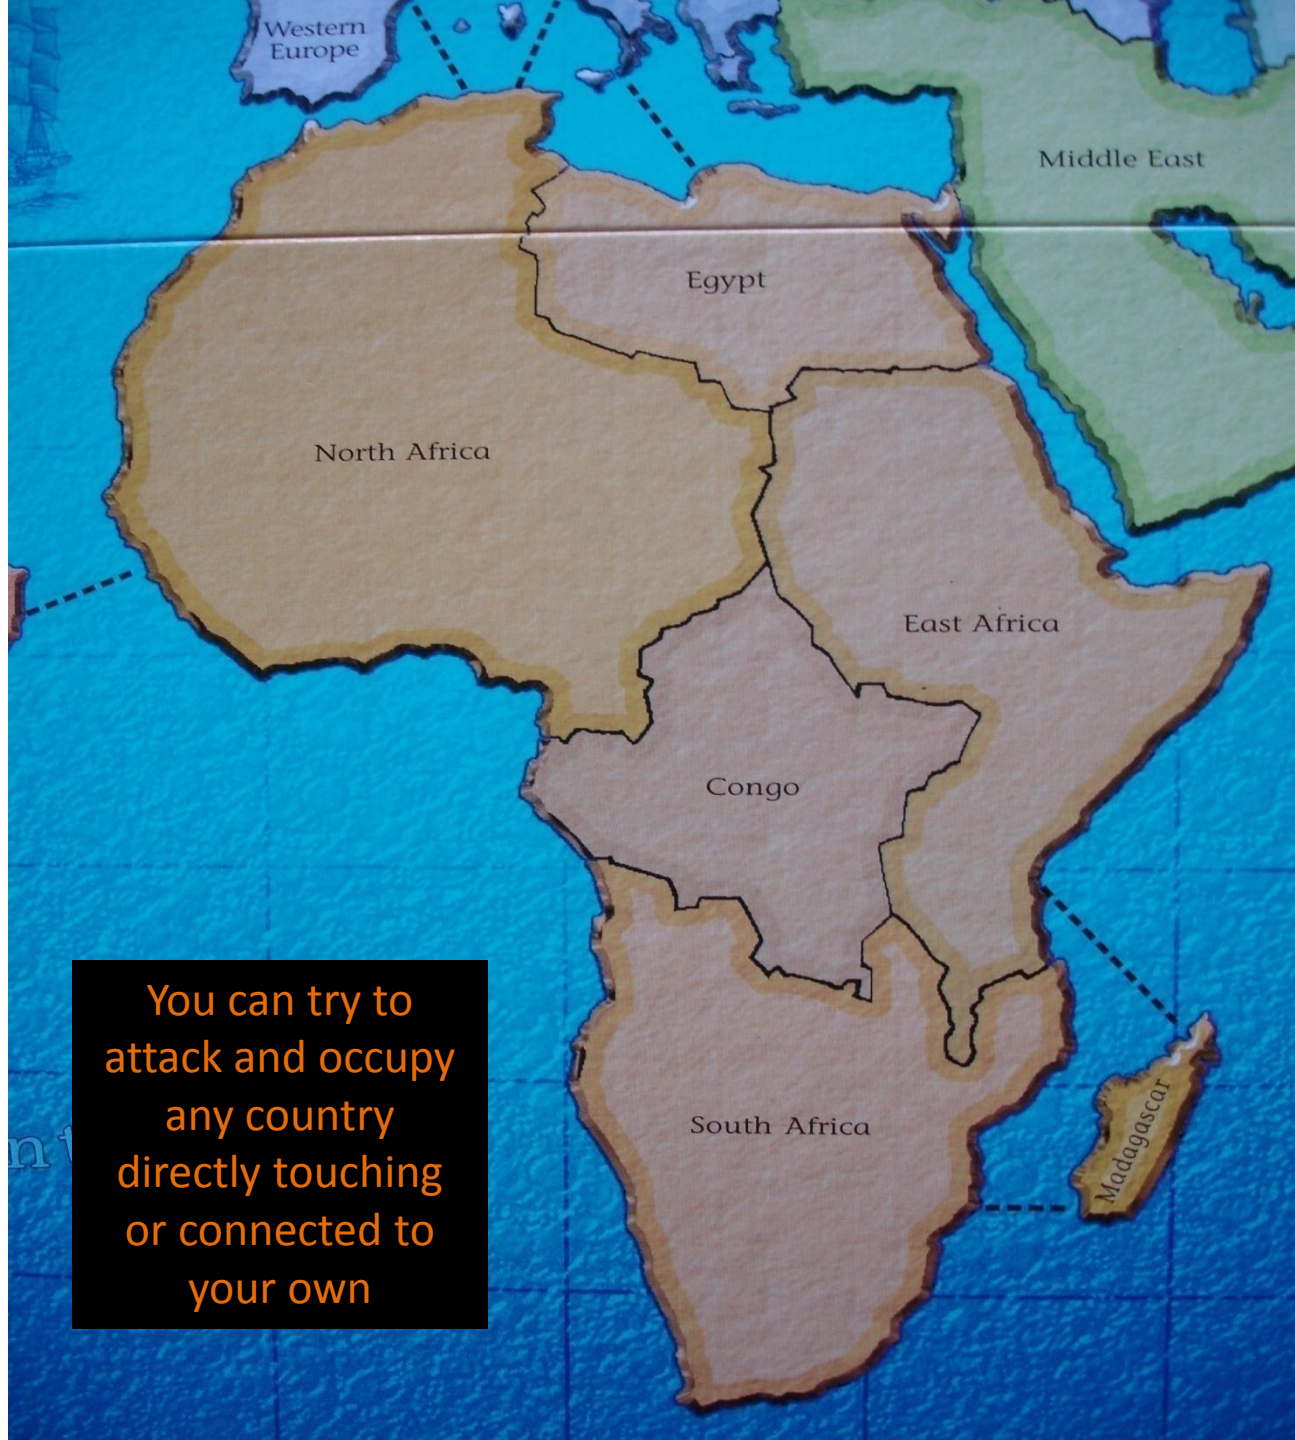 Western
Europe
Middle East
Egypt
North Africa
East Africa
Congo
South Africa
Madagascar
You can try to
attack and occupy
any country
directly touching
or connected to
your own